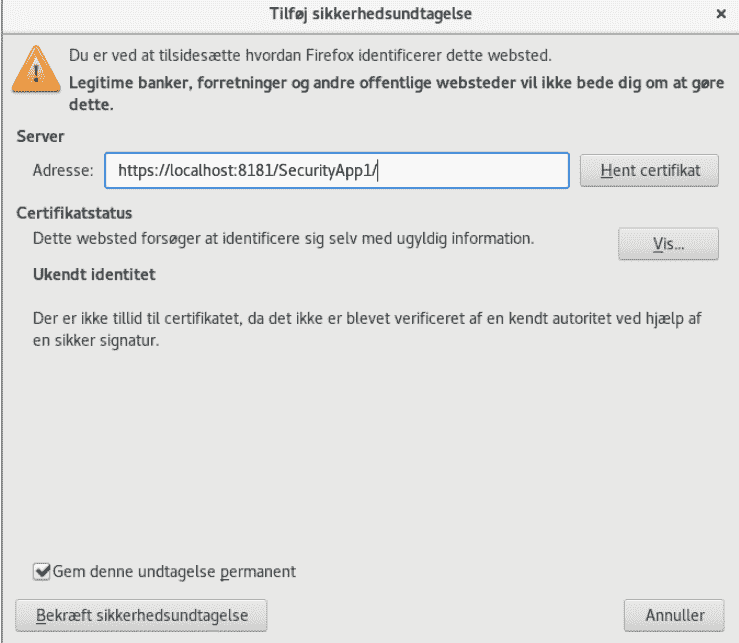 Tilføj sikkerhedsundtagelse ×
Du er ved at tilsidesætte hvordan Firefox identificerer dette websted.
Legitime banker, forretninger og andre offentlige websteder vil ikke bede dig om at gøre
dette.
Server
Adresse: https://localhost:8181/SecurityApp1/ Hent certifikat
Certifikatstatus
Dette websted forsøger at identificere sig selv med ugyldig information. Vis...
Ukendt identitet
Der er ikke tillid til certifikatet, da det ikke er blevet verificeret af en kendt autoritet ved hjælp af
en sikker signatur.
Gem denne undtagelse permanent
Bekræft sikkerhedsundtagelse Annuller